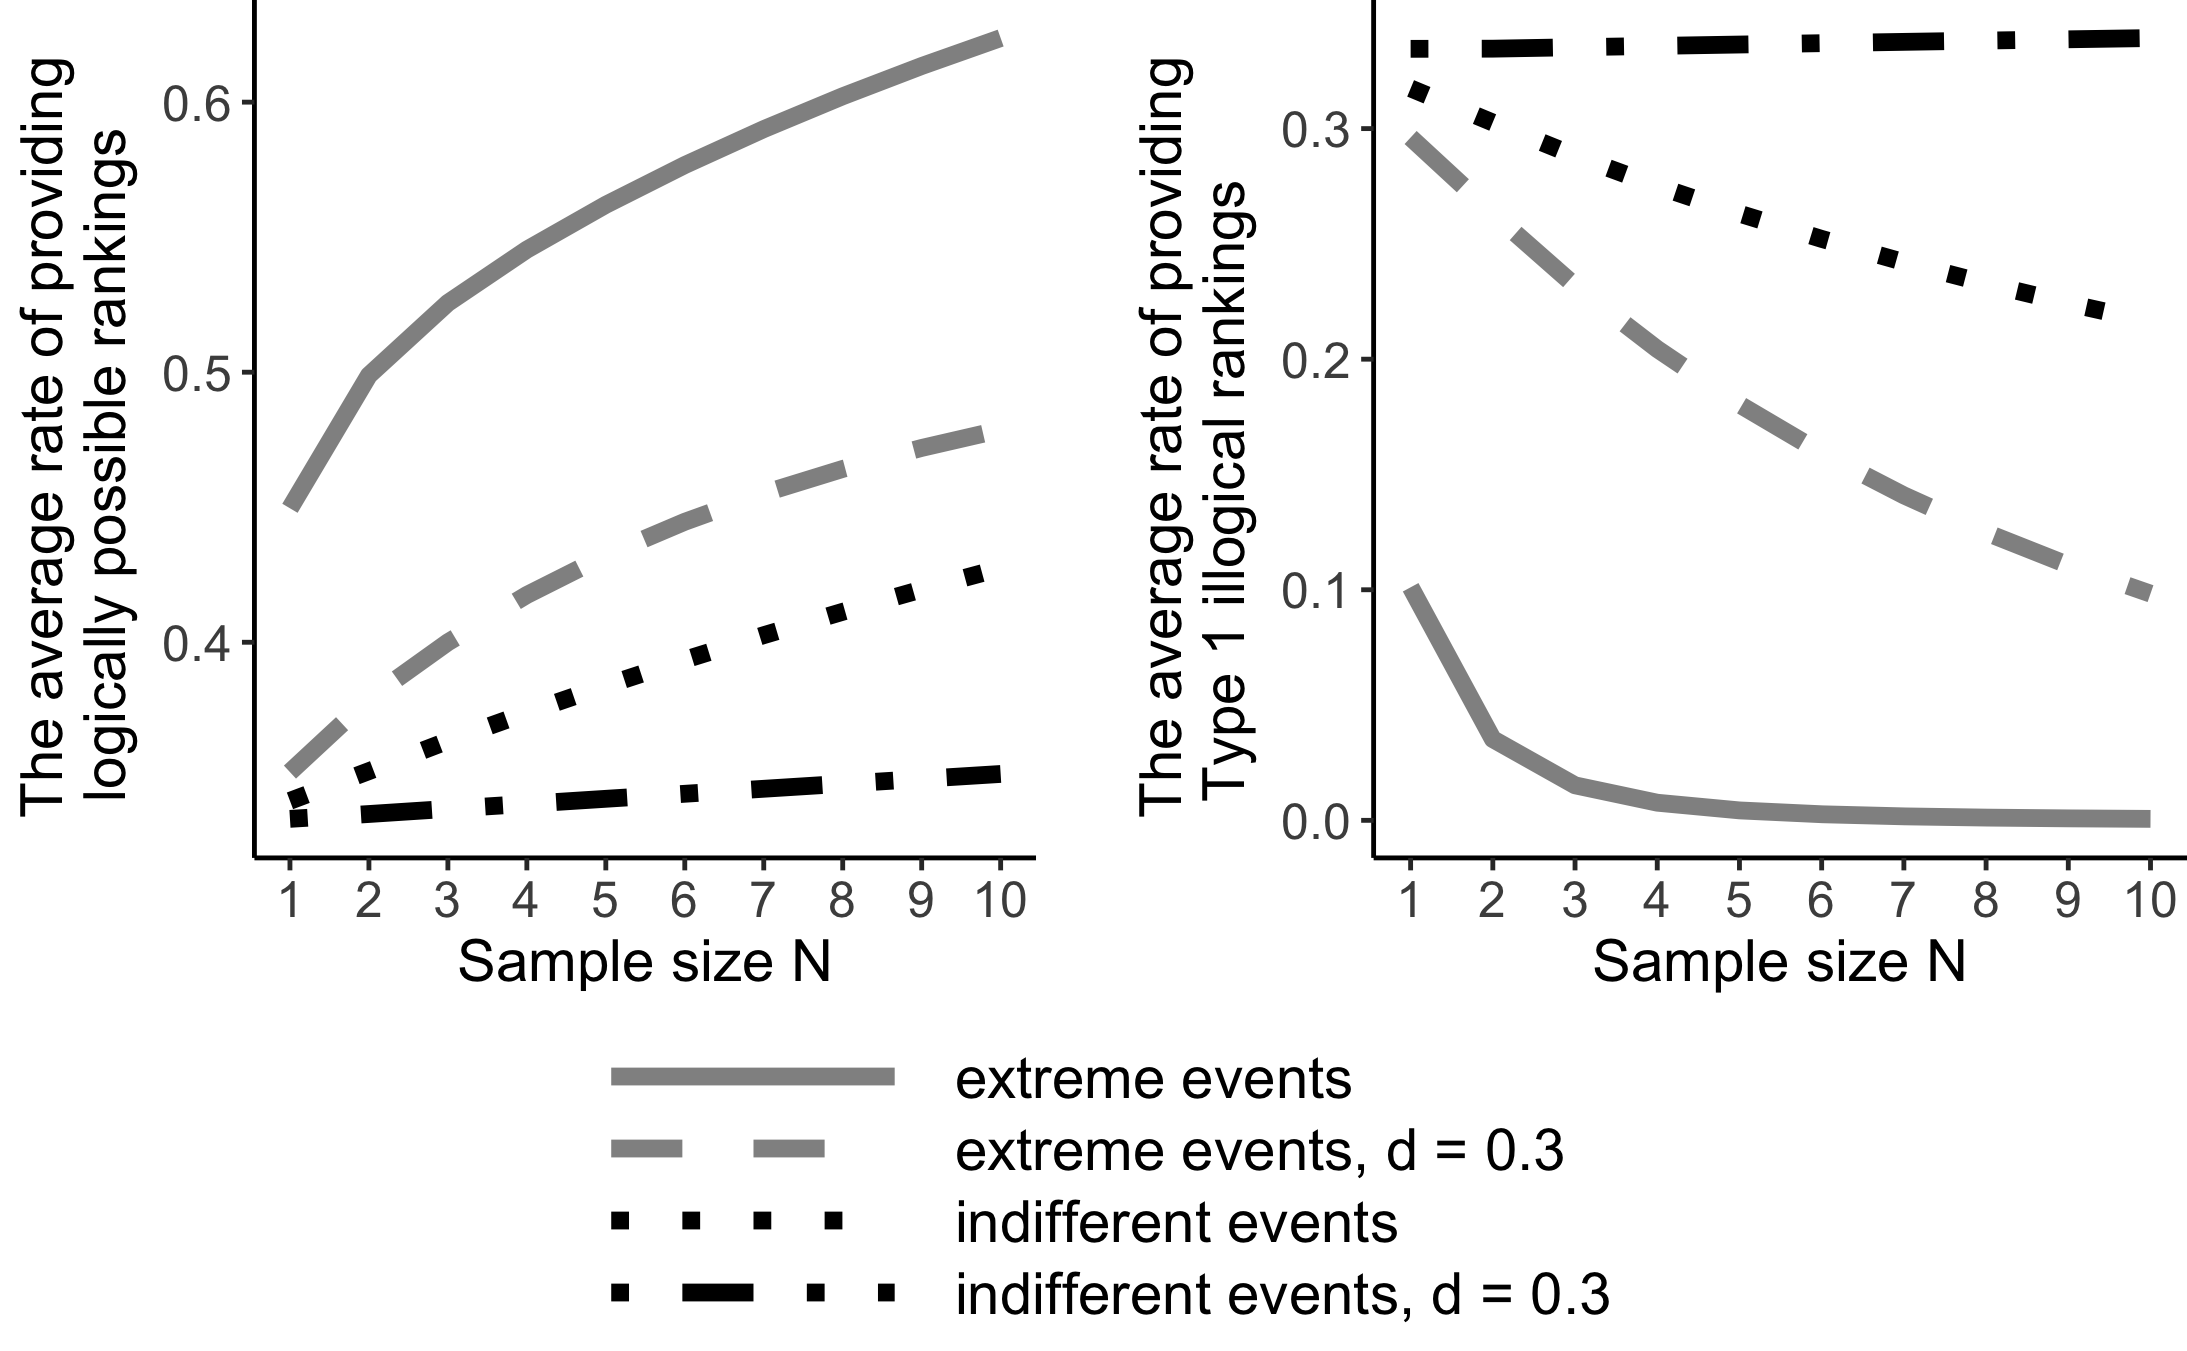 The average rate of providing
logically possible rankings
0.6
0.5
0.4
1 2 3 4 5 6 7 8 9 10
Sample size N
The average rate of providing
Type 1 illogical rankings
0.3
0.2
0.1
0.0
1 2 3 4 5 6 7 8 9 10
Sample size N
extreme events
extreme events, d = 0.3
indifferent events
indifferent events, d = 0.3